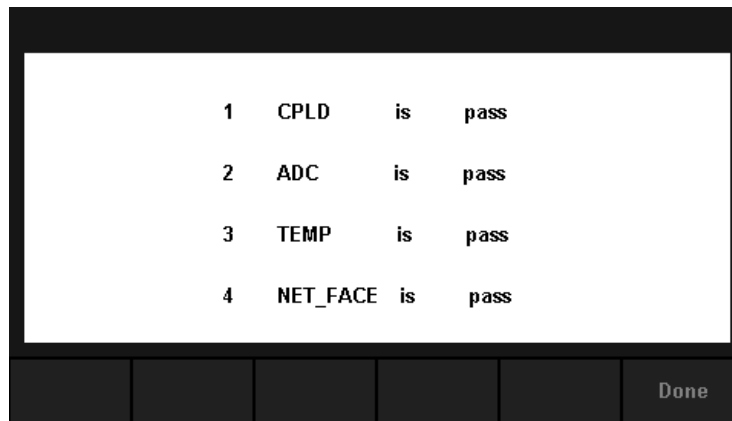 1 CPLD is pass
2 ADC is pass
3 TEMP is pass
4 NET_FACE is pass
Done